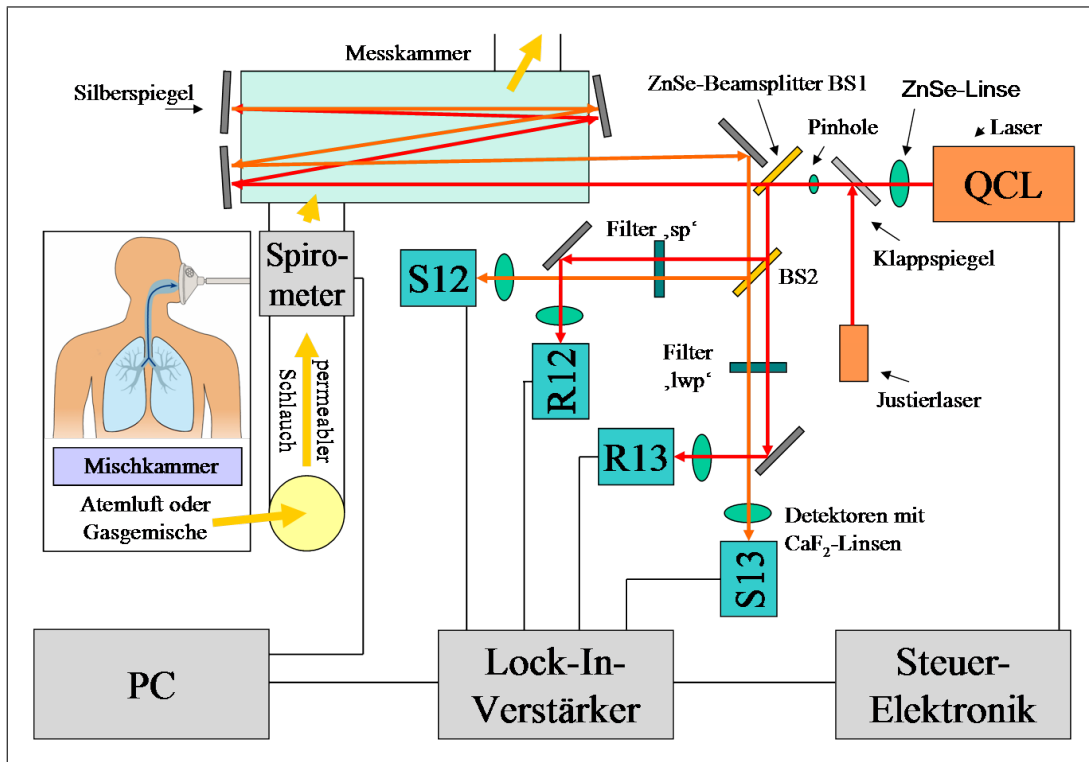 Messkammer
Silberspiegel
ZnSe-Beamsplitter BS1
ZnSe-Linse
Pinhole
Laser
QCL
Klappspiegel
Filter ‚sp‘
BS2
Spiro-
meter
S12
R12
Filter
‚lwp‘
Justierlaser
permeabler
Schlauch
R13
Mischkammer
Atemluft oder
Gasgemische
Detektoren mit
CaF₂-Linsen
S13
PC
Lock-In-
Verstärker
Steuer-
Elektronik